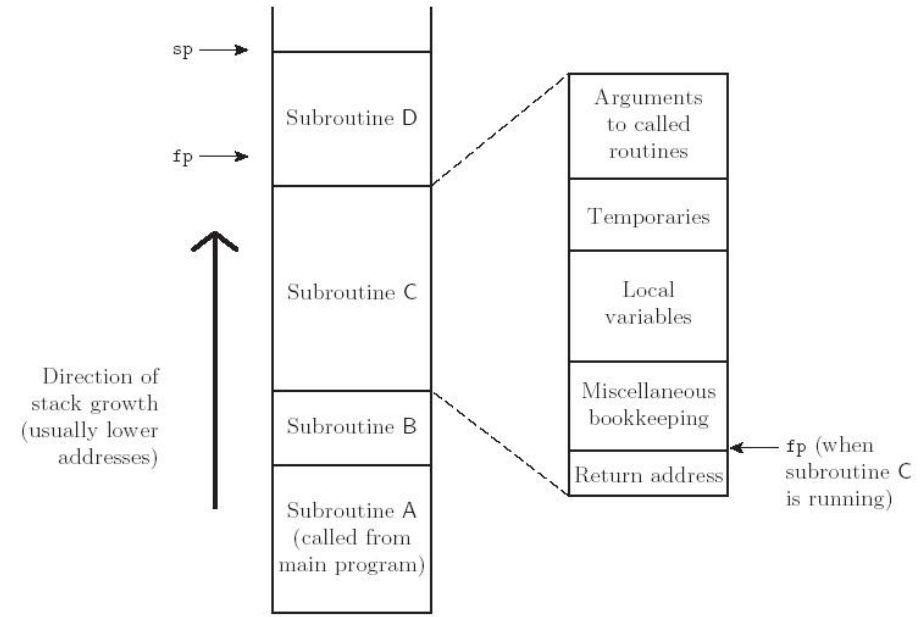 sp
Subroutine D
fp
Subroutine C
Direction of
stack growth
(usually lower
addresses)
Subroutine B
Subroutine A
(called from
main program)
Arguments
to called
routines
Temporaries
Local
variables
Miscellaneous
bookkeeping
Return address
fp (when
subroutine C
is running)